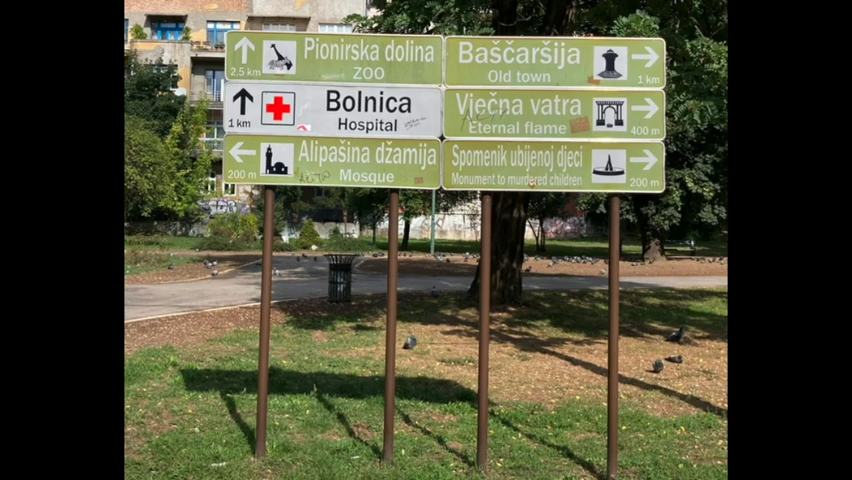 Pionirska dolina
ZOO
2,5 km
Bolnica
Hospital
1 km
Alipašina džamija
Mosque
200 m
Baščaršija
Old town
1 km
Vječna vatra
Eternal flame
400 m
Spomenik ubijenoj djeci
Monument to murdered children
200 m